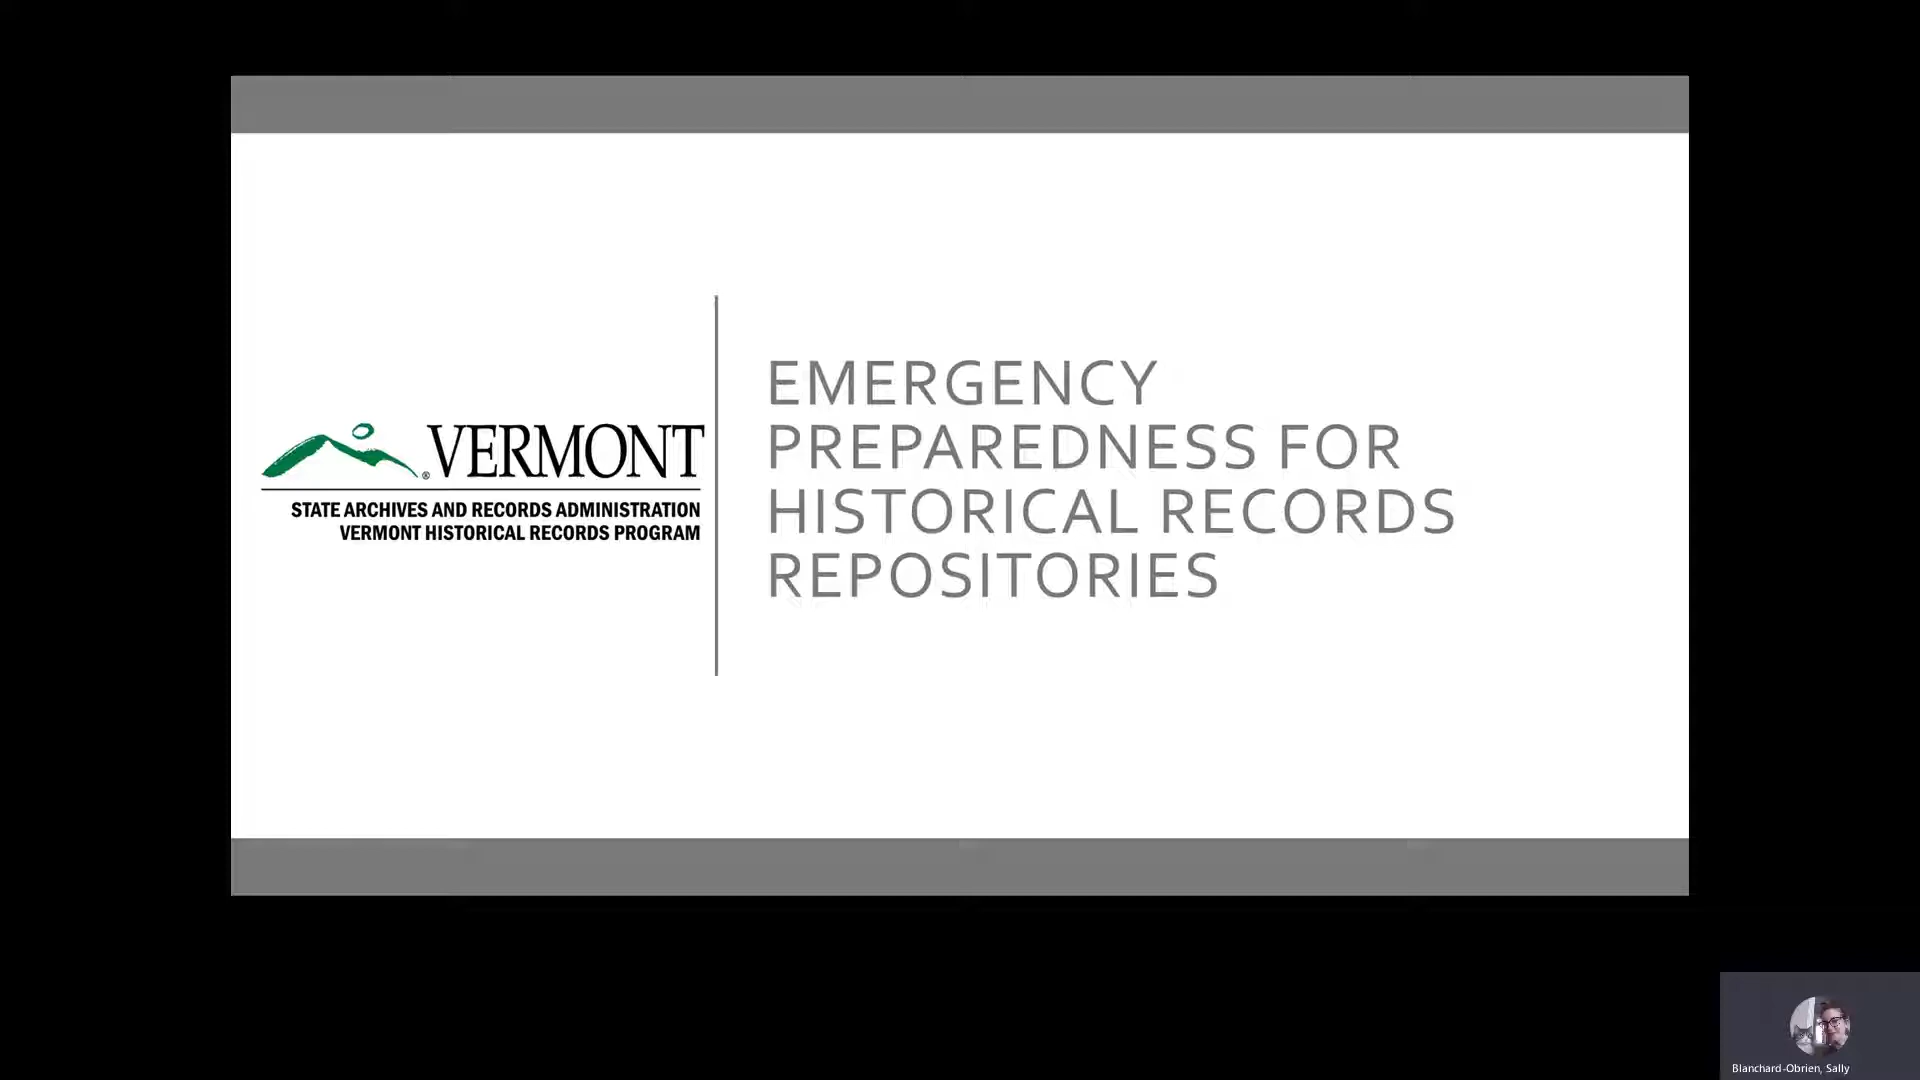 VERMONT
STATE ARCHIVES AND RECORDS ADMINISTRATION
VERMONT HISTORICAL RECORDS PROGRAM
EMERGENCY
PREPAREDNESS FOR
HISTORICAL RECORDS
REPOSITORIES
Blanchard-Obrien, Sally